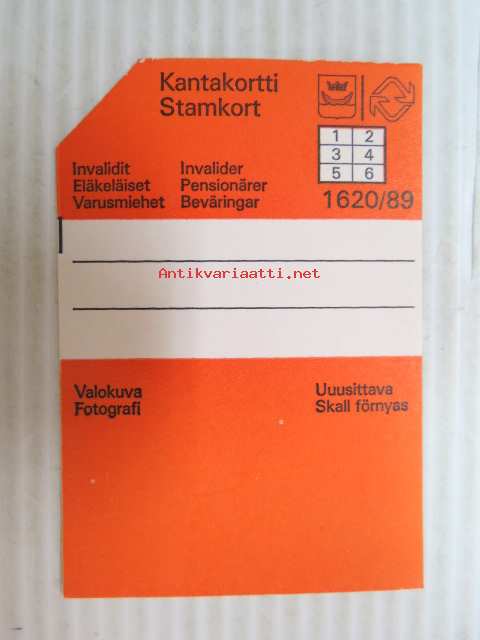 Kantakortti
Stamkort
1 2
3 4
5 6
Invalidit Invalider
Eläkeläiset Pensionärer
Varusmiehet Beväringar
1620/89
Antikvariaatti.net
Valokuva
Fotografi
Uuusittava
Skall förnyas